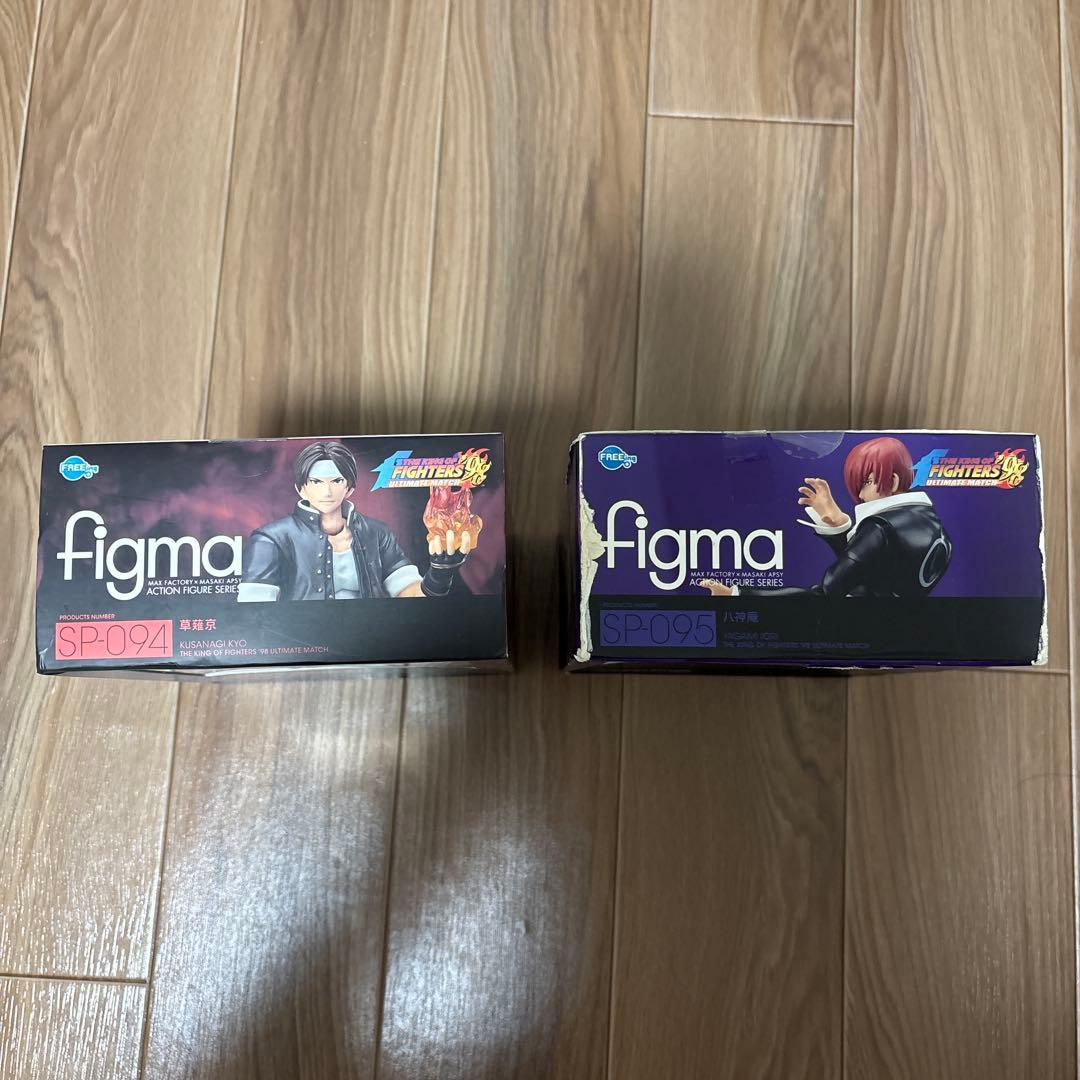 FREEing
THE KING OF
FIGHTERS '98
ULTIMATE MATCH
figma
MAX FACTORY × MASAKI APSY
ACTION FIGURE SERIES
PRODUCTS NUMBER
SP-094
草薙京
KUSANAGI KYO
THE KING OF FIGHTERS '98 ULTIMATE MATCH
FREEing
THE KING OF
FIGHTERS '98
ULTIMATE MATCH
figma
MAX FACTORY × MASAKI APSY
ACTION FIGURE SERIES
PRODUCTS NUMBER
SP-095
八神庵
YAGAMI IORI
THE KING OF FIGHTERS '98 ULTIMATE MATCH